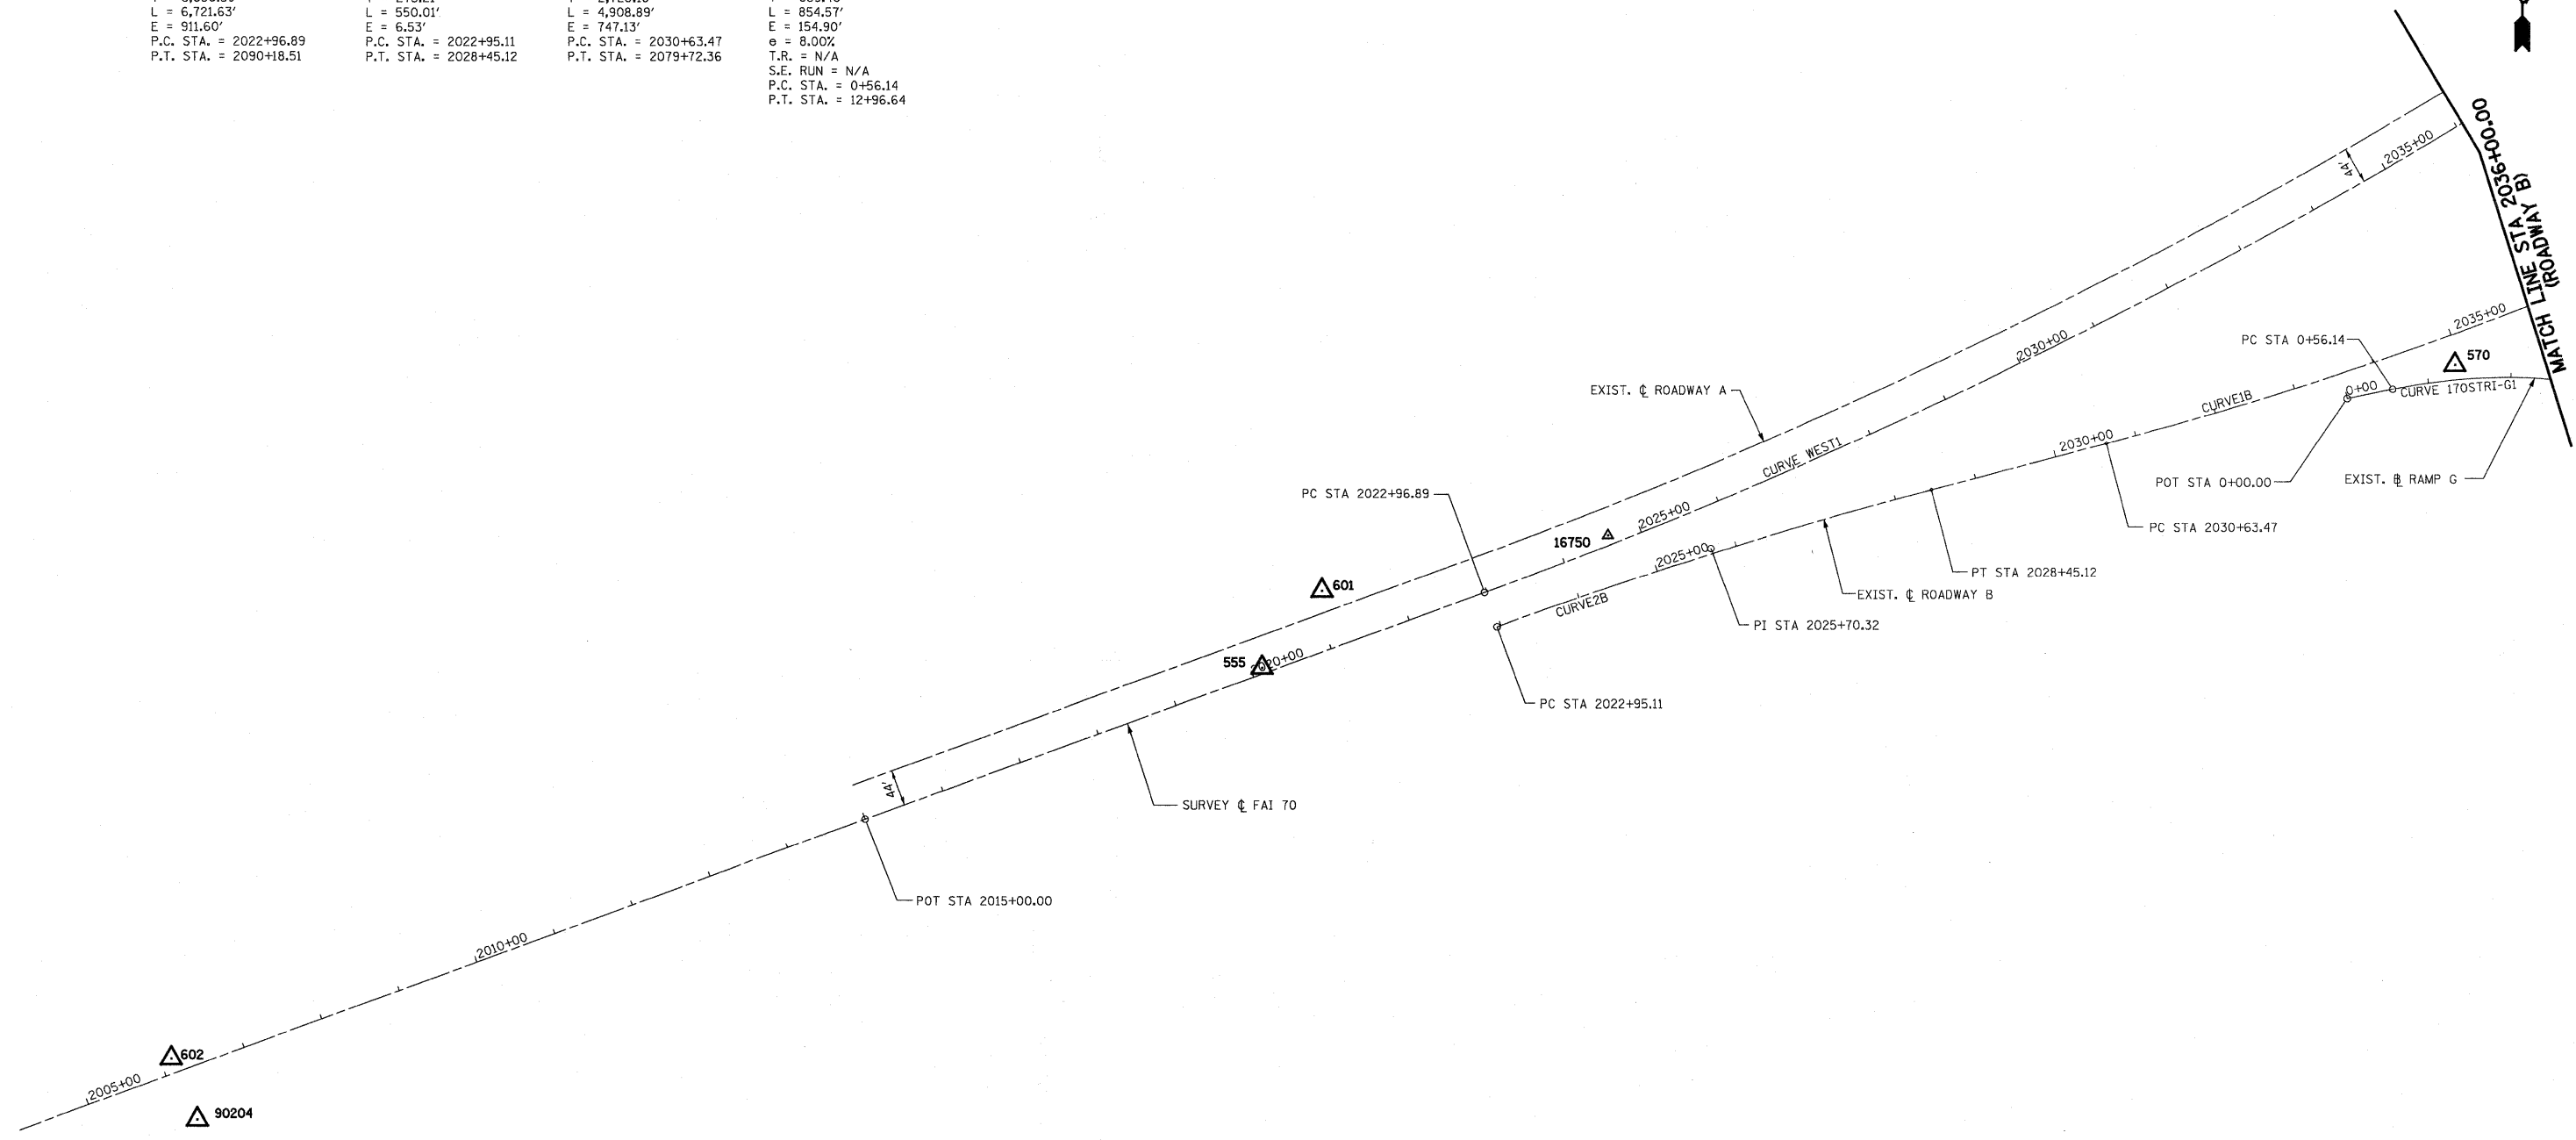 L = 6,721.63'
E = 911.60'
P.C. STA. = 2022+96.89
P.T. STA. = 2090+18.51
L = 550.01'
E = 6.53'
P.C. STA. = 2022+95.11
P.T. STA. = 2028+45.12
L = 4,908.89'
E = 747.13'
P.C. STA. = 2030+63.47
P.T. STA. = 2079+72.36
L = 854.57'
E = 154.90'
e = 8.00%
T.R. = N/A
S.E. RUN = N/A
P.C. STA. = 0+56.14
P.T. STA. = 12+96.64
MATCH LINE STA 2036+00.00
(ROADWAY B)
2035+00
44'
2030+00
2035+00
PC STA 0+56.14
570
0+00
CURVE 170STRI-G1
EXIST. ℄ ROADWAY A
CURVE1B
CURVE WEST1
2030+00
POT STA 0+00.00
EXIST. ⅊ RAMP G
PC STA 2022+96.89
2025+00
PC STA 2030+63.47
16750
2025+00
PT STA 2028+45.12
601
EXIST. ℄ ROADWAY B
CURVE2B
PI STA 2025+70.32
555
2020+00
PC STA 2022+95.11
44'
SURVEY ℄ FAI 70
POT STA 2015+00.00
2010+00
602
2005+00
90204